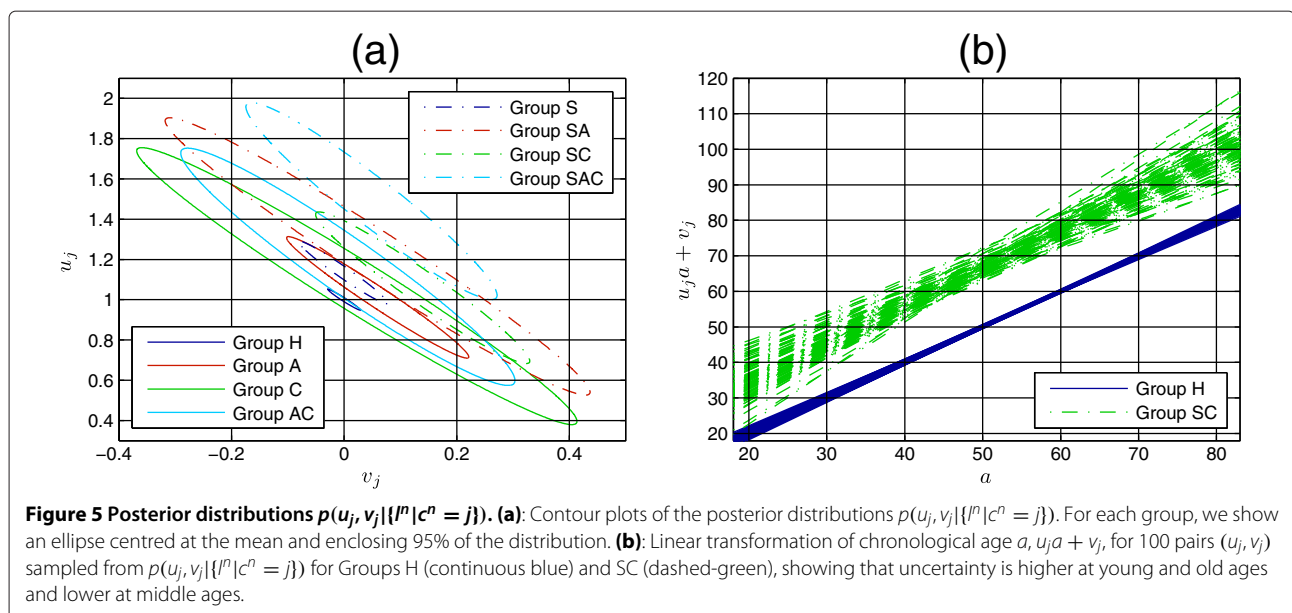 (a)
2
1.8
1.6
1.4
1.2
1
0.8
0.6
0.4
u_j
−0.4
−0.2
0
0.2
0.4
v_j
Group S
Group SA
Group SC
Group SAC
Group H
Group A
Group C
Group AC
(b)
120
110
100
90
80
70
60
50
40
30
20
u_j a + v_j
20
30
40
50
60
70
80
a
Group H
Group SC
Figure 5 Posterior distributions p(u_j, v_j|{l^n|c^n = j}). (a): Contour plots of the posterior distributions p(u_j, v_j|{l^n|c^n = j}). For each group, we show
an ellipse centred at the mean and enclosing 95% of the distribution. (b): Linear transformation of chronological age a, u_ja + v_j, for 100 pairs (u_j, v_j)
sampled from p(u_j, v_j|{l^n|c^n = j}) for Groups H (continuous blue) and SC (dashed-green), showing that uncertainty is higher at young and old ages
and lower at middle ages.